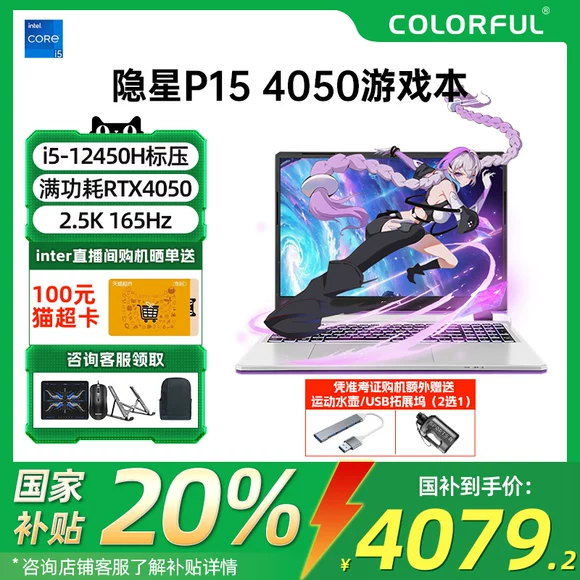 intel
CORE
i5
COLORFUL®
隐星P15 4050游戏本
i5-12450H标压
满功耗RTX4050
2.5K 165Hz
inter直播间购机晒单送
100元
猫超卡
咨询客服领取
凭准考证购机额外赠送
运动水壶/USB拓展坞（2选1）
国家
补贴
20%
国补到手价：
¥4079.2
*咨询店铺客服了解补贴详情